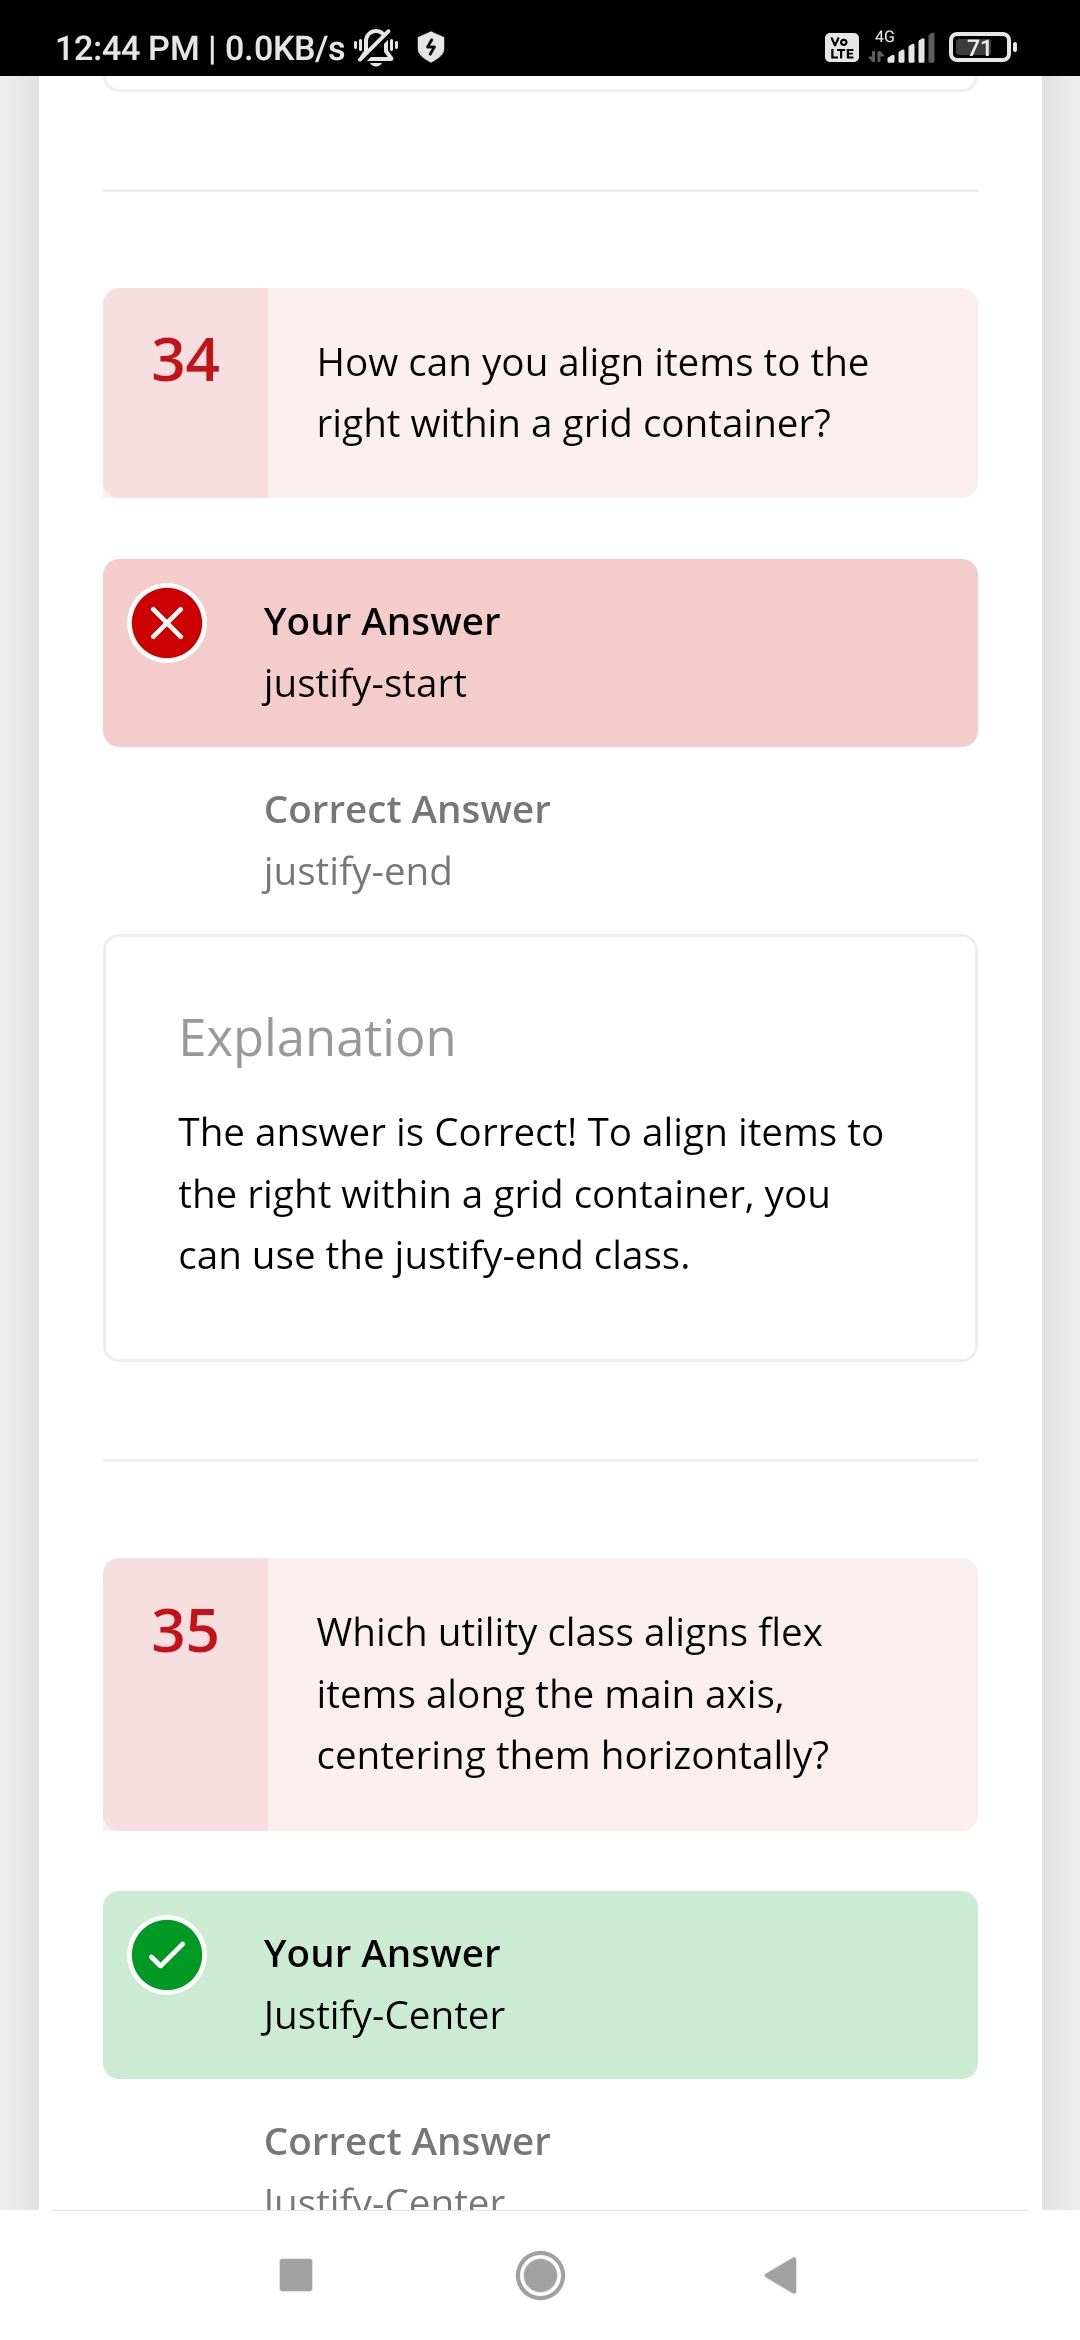 12:44 PM | 0.0KB/s
Vo LTE 4G 71
34
How can you align items to the
right within a grid container?
Your Answer
justify-start
Correct Answer
justify-end
Explanation
The answer is Correct! To align items to
the right within a grid container, you
can use the justify-end class.
35
Which utility class aligns flex
items along the main axis,
centering them horizontally?
Your Answer
Justify-Center
Correct Answer
Justify-Center